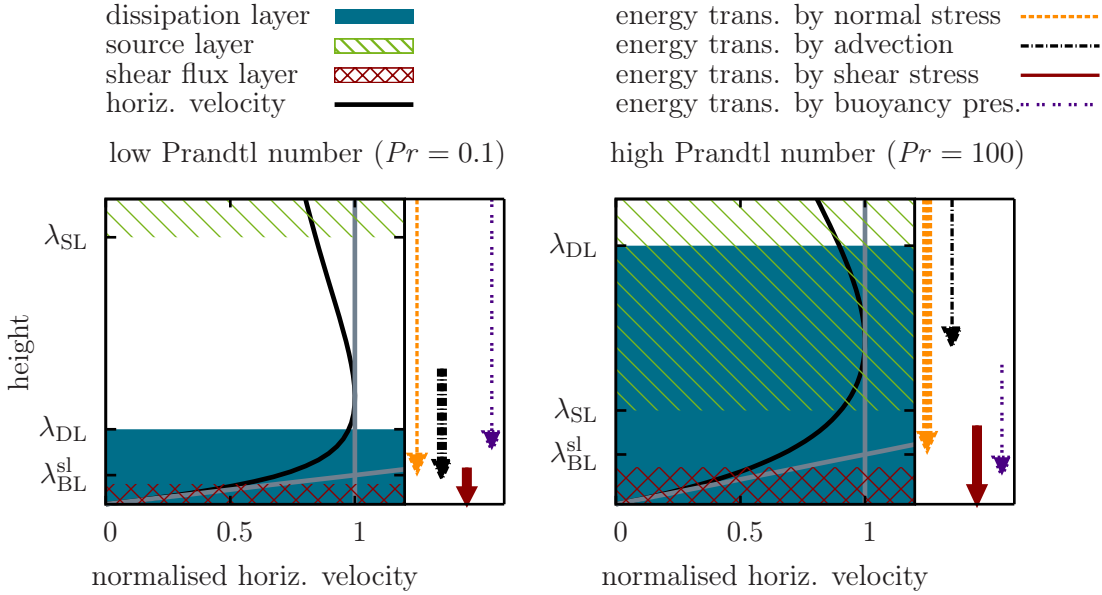 dissipation layer
source layer
shear flux layer
horiz. velocity
energy trans. by normal stress
energy trans. by advection
energy trans. by shear stress
energy trans. by buoyancy pres.
low Prandtl number (Pr = 0.1)
high Prandtl number (Pr = 100)
height
λSL
λDL
λslBL
0 0.5 1
normalised horiz. velocity
λDL
λSL
λslBL
0 0.5 1
normalised horiz. velocity